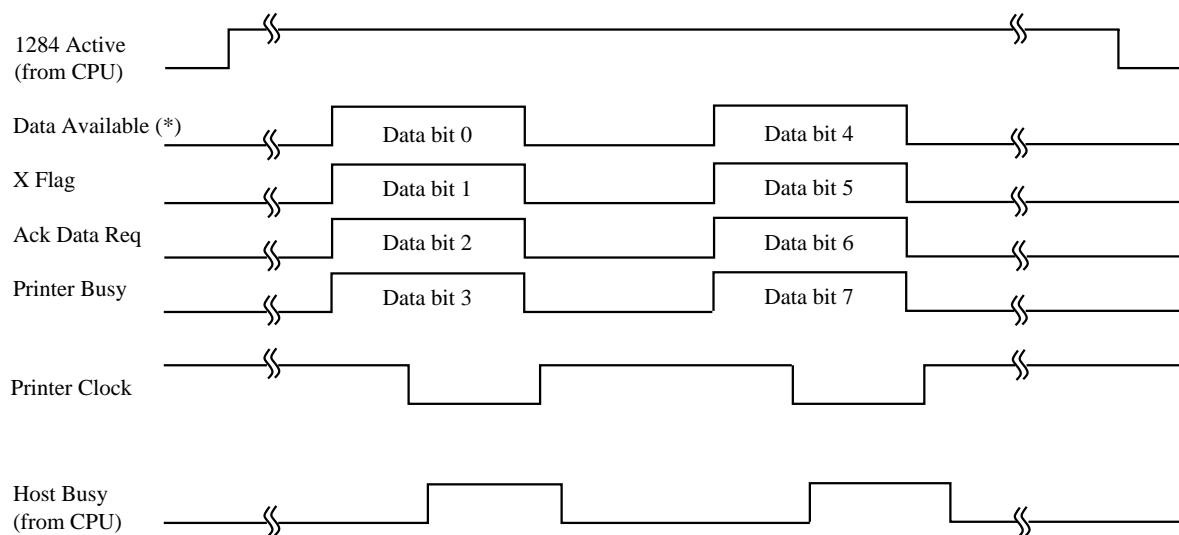 1284 Active
(from CPU)
Data Available (*)
Data bit 0
Data bit 4
X Flag
Data bit 1
Data bit 5
Ack Data Req
Data bit 2
Data bit 6
Printer Busy
Data bit 3
Data bit 7
Printer Clock
Host Busy
(from CPU)